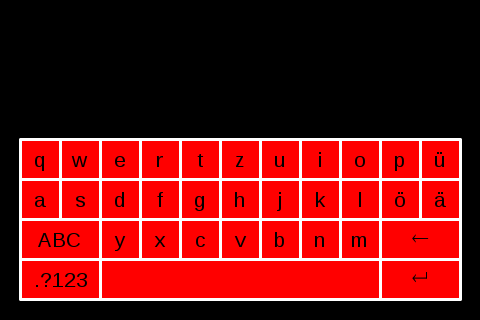 q w e r t z u i o p ü
a s d f g h j k l ö ä
ABC y x c v b n m ←
.?123 ↵